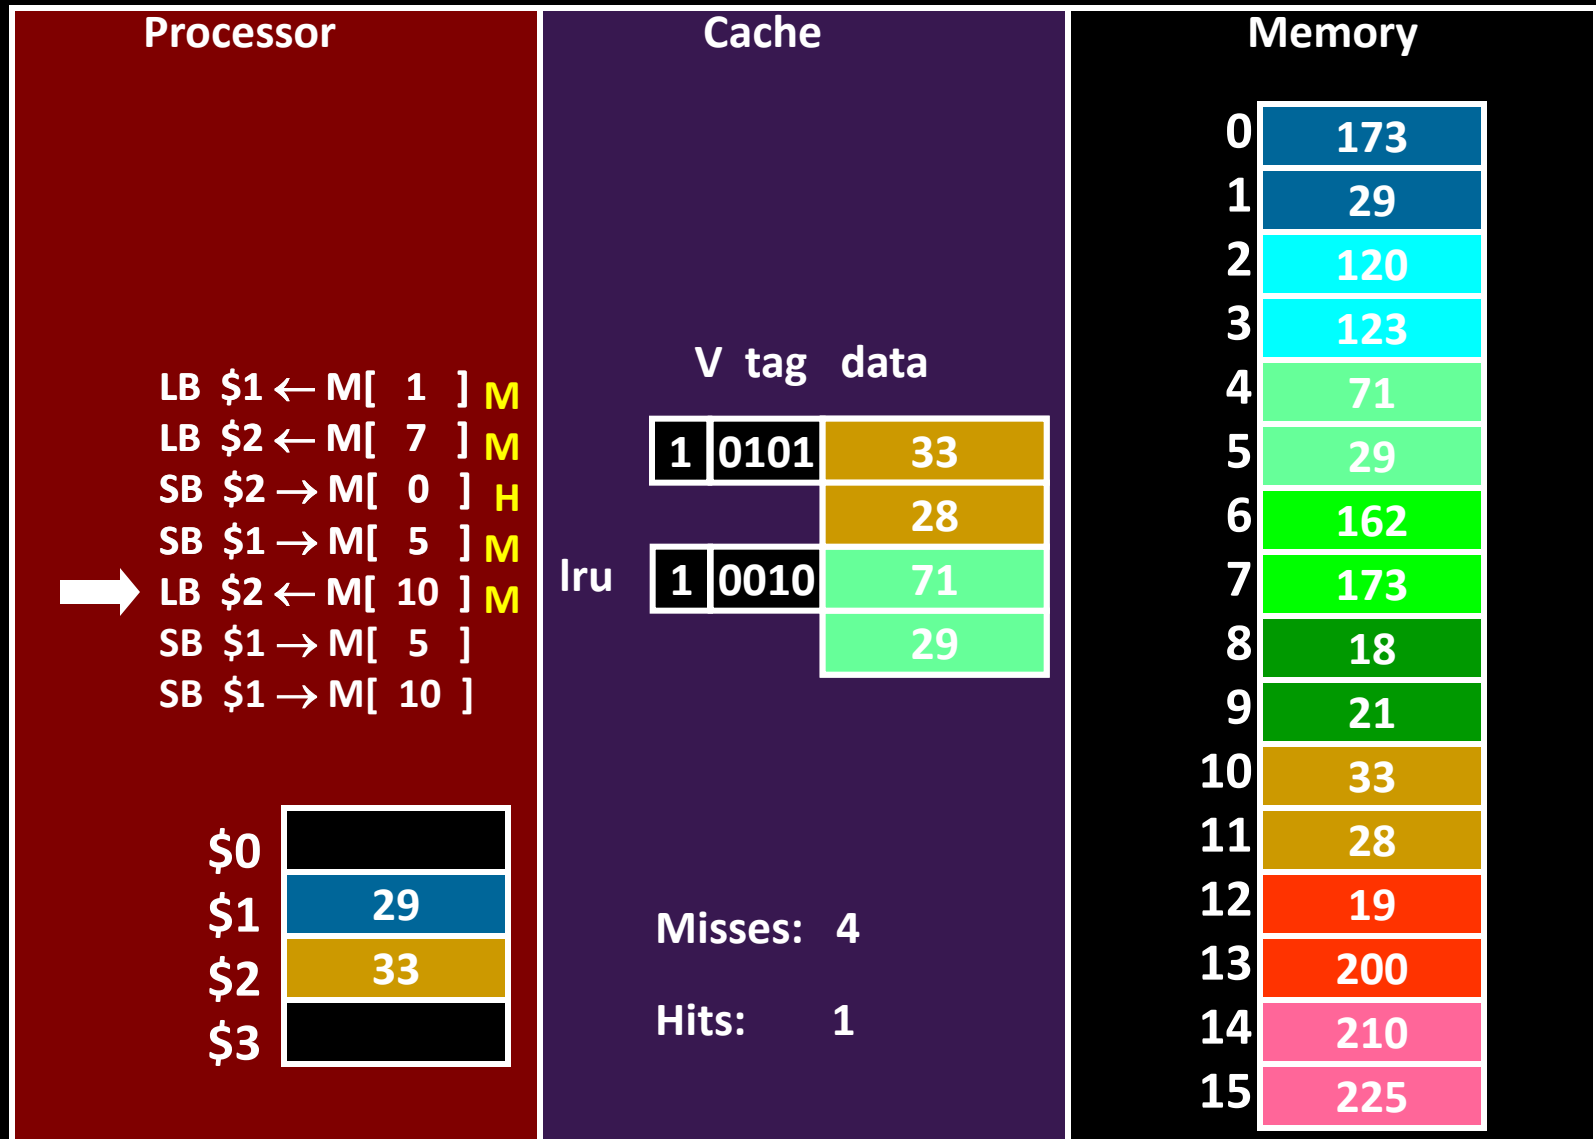 Processor
LB $1 ← M[ 1 ] M
LB $2 ← M[ 7 ] M
SB $2 → M[ 0 ] H
SB $1 → M[ 5 ] M
LB $2 ← M[ 10 ] M
SB $1 → M[ 5 ]
SB $1 → M[ 10 ]
$0
$1 29
$2 33
$3
Cache
V tag data
1 0101 33
28
lru 1 0010 71
29
Misses: 4
Hits: 1
Memory
0 173
1 29
2 120
3 123
4 71
5 29
6 162
7 173
8 18
9 21
10 33
11 28
12 19
13 200
14 210
15 225